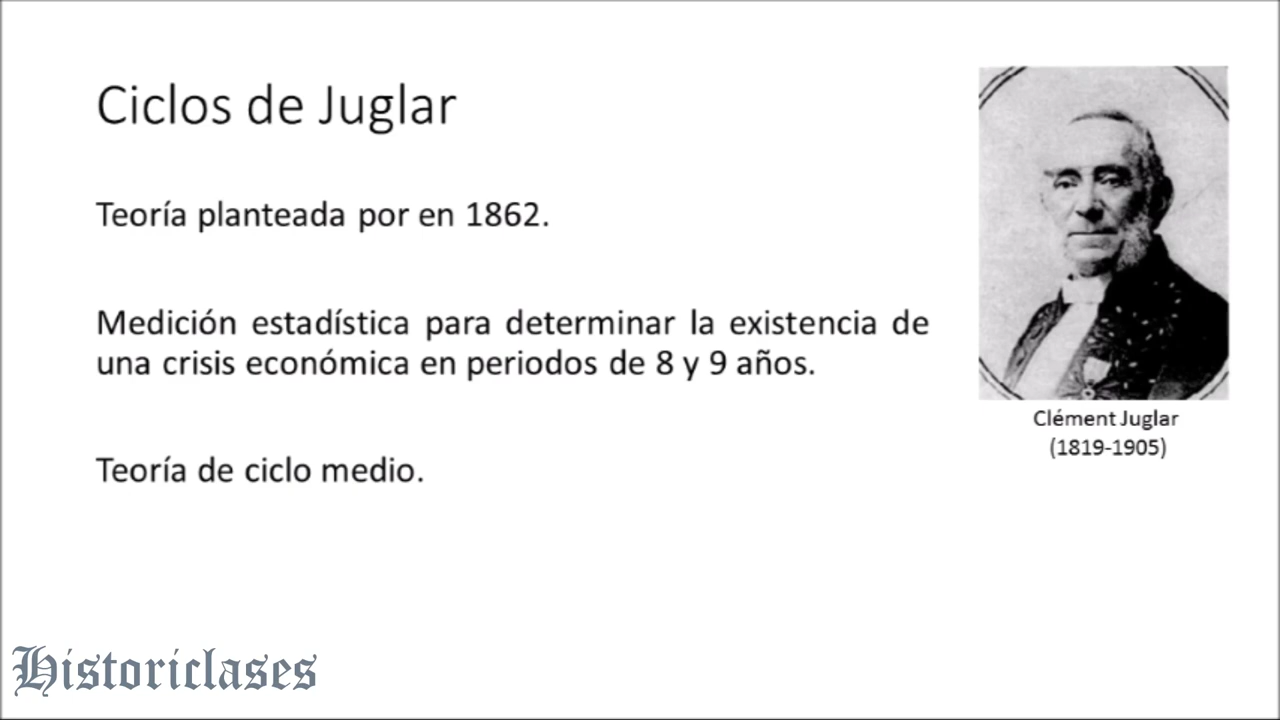 Ciclos de Juglar
Teoría planteada por en 1862.
Medición estadística para determinar la existencia de
una crisis económica en periodos de 8 y 9 años.
Teoría de ciclo medio.
Clément Juglar
(1819-1905)
Historiclases